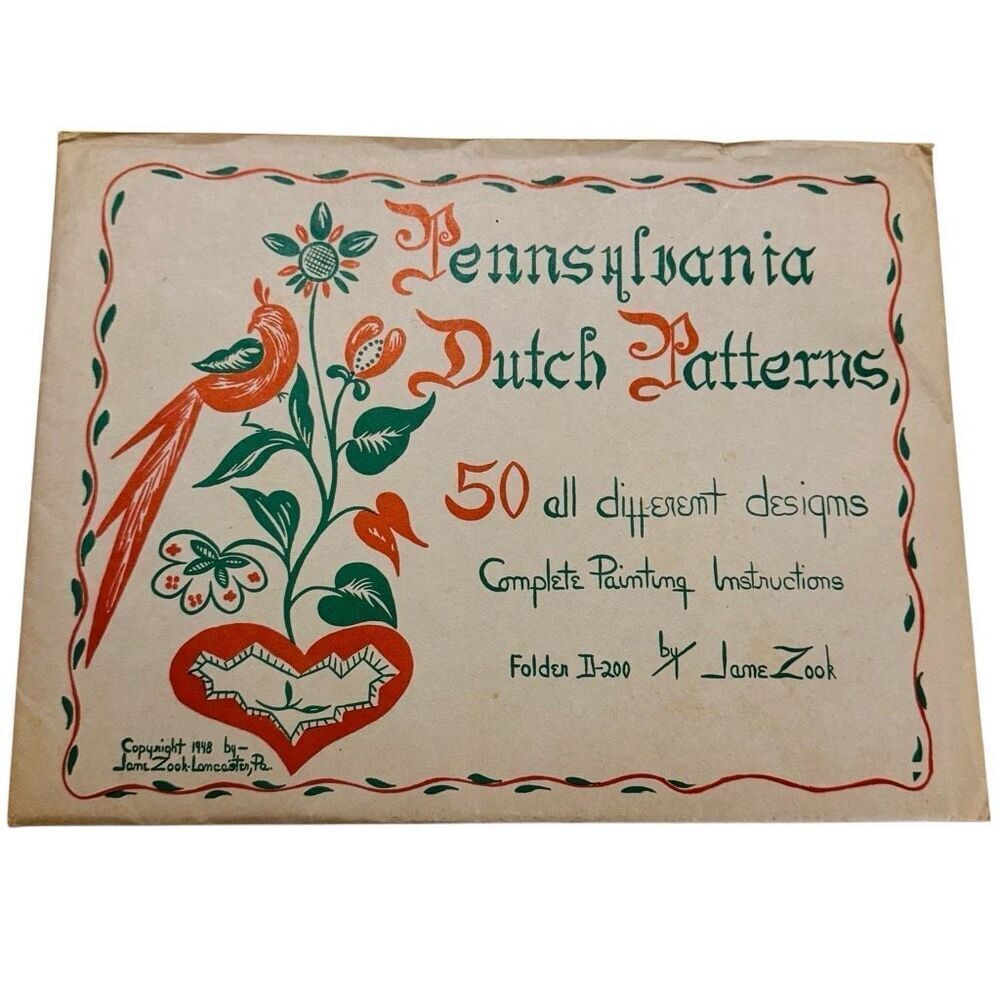 Pennsylvania
Dutch Patterns,
50 all different designs
Complete Painting Instructions
Folder II-200 by Jane Zook
Copyright 1948 by-
Jane Zook-Lancaster, Pa.